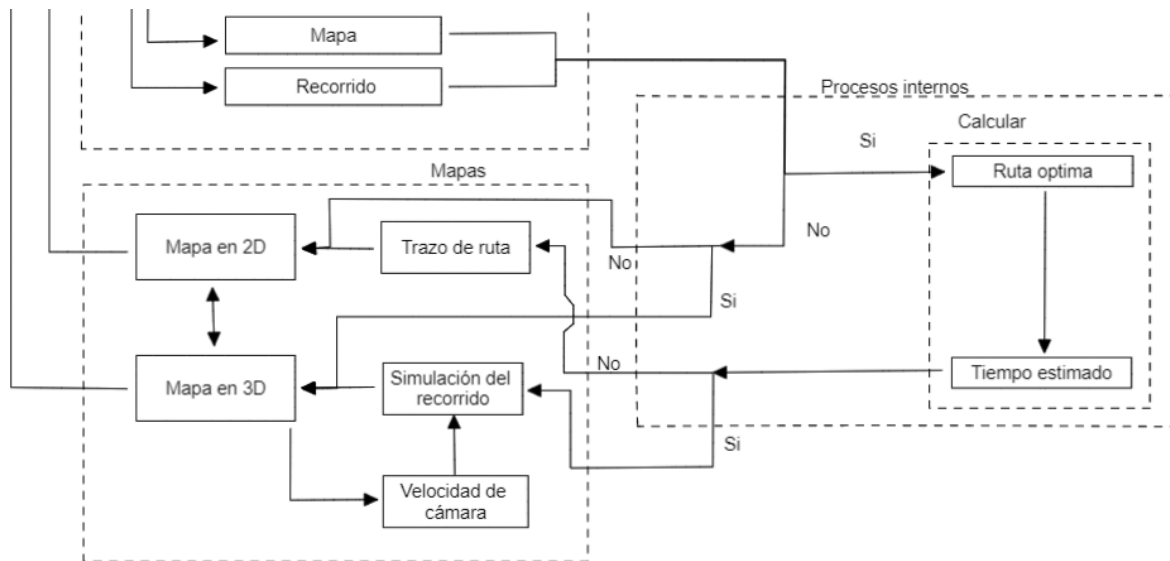 Mapa
Recorrido
Procesos internos
Calcular
Si
Ruta optima
Mapas
Mapa en 2D
Trazo de ruta
No
No
Si
Mapa en 3D
Simulación del
recorrido
No
Tiempo estimado
Si
Velocidad de
cámara